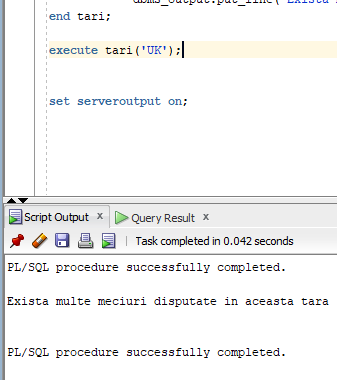 dbms_output.put_line('Exista
end tari;
execute tari('UK');
set serveroutput on;
Script Output x Query Result x
Task completed in 0.042 seconds
PL/SQL procedure successfully completed.
Exista multe meciuri disputate in aceasta tara
PL/SQL procedure successfully completed.